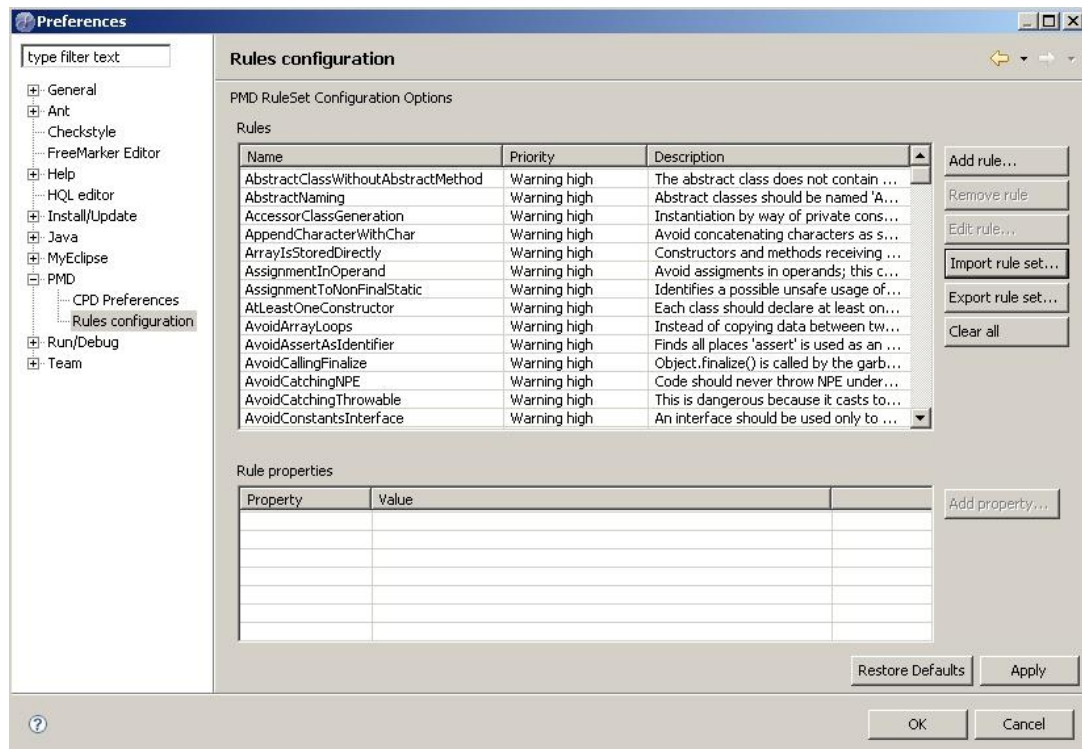 Preferences
type filter text
General
Ant
Checkstyle
FreeMarker Editor
Help
HQL editor
Install/Update
Java
MyEclipse
PMD
CPD Preferences
Rules configuration
Run/Debug
Team
Rules configuration
PMD RuleSet Configuration Options
Rules
Name Priority Description
AbstractClassWithoutAbstractMethod Warning high The abstract class does not contain ...
AbstractNaming Warning high Abstract classes should be named 'A...
AccessorClassGeneration Warning high Instantiation by way of private cons...
AppendCharacterWithChar Warning high Avoid concatenating characters as s...
ArrayIsStoredDirectly Warning high Constructors and methods receiving ...
AssignmentInOperand Warning high Avoid assigments in operands; this c...
AssignmentToNonFinalStatic Warning high Identifies a possible unsafe usage of...
AtLeastOneConstructor Warning high Each class should declare at least on...
AvoidArrayLoops Warning high Instead of copying data between tw...
AvoidAssertAsIdentifier Warning high Finds all places 'assert' is used as an ...
AvoidCallingFinalize Warning high Object.finalize() is called by the garb...
AvoidCatchingNPE Warning high Code should never throw NPE under...
AvoidCatchingThrowable Warning high This is dangerous because it casts to...
AvoidConstantsInterface Warning high An interface should be used only to ...
Add rule...
Remove rule
Edit rule...
Import rule set...
Export rule set...
Clear all
Rule properties
Property Value
Add property...
Restore Defaults Apply
? OK Cancel